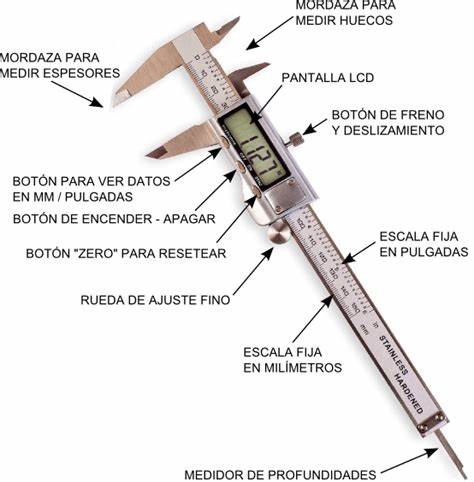 MORDAZA PARA
MEDIR HUECOS
MORDAZA PARA
MEDIR ESPESORES
PANTALLA LCD
BOTÓN DE FRENO
Y DESLIZAMIENTO
BOTÓN PARA VER DATOS
EN MM / PULGADAS
BOTÓN DE ENCENDER - APAGAR
BOTÓN "ZERO" PARA RESETEAR
ESCALA FIJA
EN PULGADAS
RUEDA DE AJUSTE FINO
ESCALA FIJA
EN MILÍMETROS
in
mm
STAINLESS
HARDENED
MEDIDOR DE PROFUNDIDADES